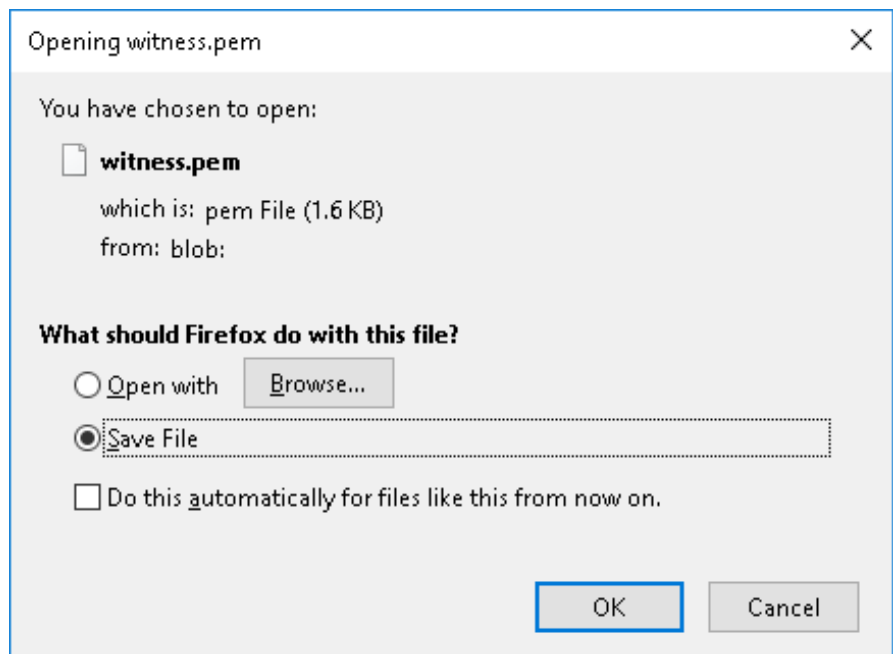 Opening witness.pem
You have chosen to open:
witness.pem
which is: pem File (1.6 KB)
from: blob:
What should Firefox do with this file?
Open with Browse...
Save File
Do this automatically for files like this from now on.
OK Cancel